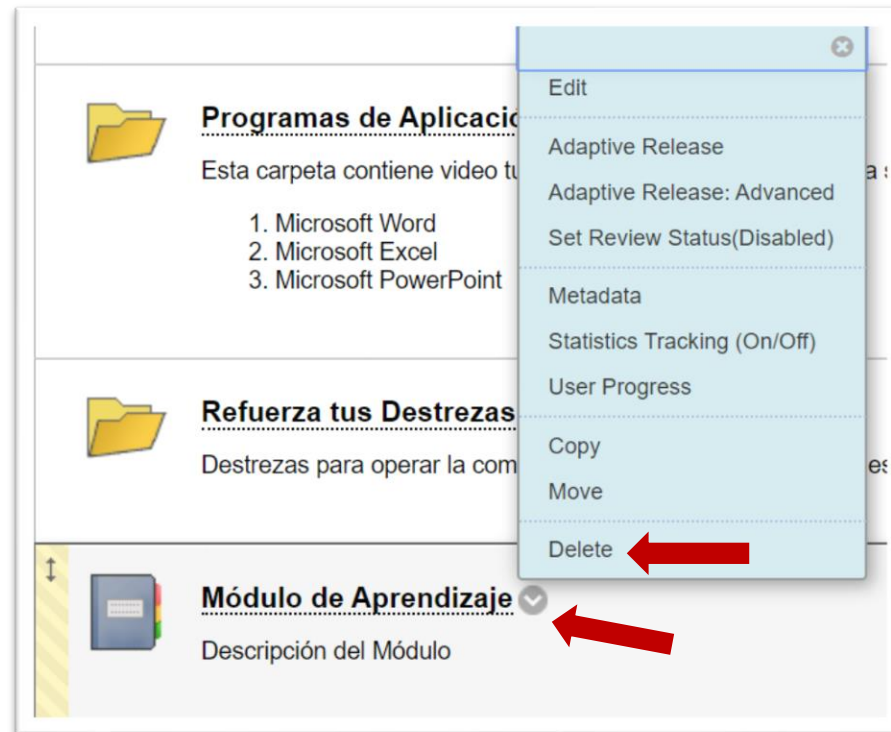 Programas de Aplicació
Esta carpeta contiene video tu
1. Microsoft Word
2. Microsoft Excel
3. Microsoft PowerPoint
Refuerza tus Destrezas
Destrezas para operar la com
es
Módulo de Aprendizaje
Descripción del Módulo
Edit
Adaptive Release
Adaptive Release: Advanced
Set Review Status(Disabled)
Metadata
Statistics Tracking (On/Off)
User Progress
Copy
Move
Delete